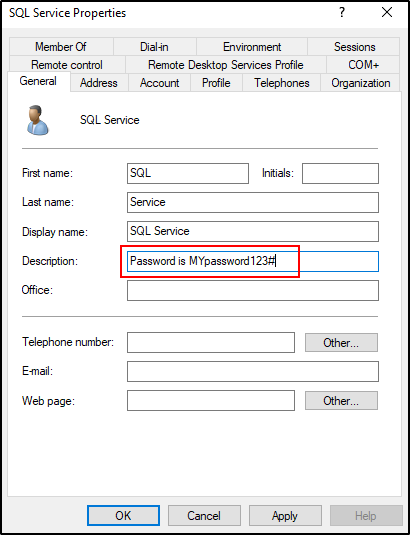 SQL Service Properties ? ×
Member Of Dial-in Environment Sessions
Remote control Remote Desktop Services Profile COM+
General Address Account Profile Telephones Organization
SQL Service
First name: SQL Initials:
Last name: Service
Display name: SQL Service
Description: Password is MYpassword123#
Office:
Telephone number: Other...
E-mail:
Web page: Other...
OK Cancel Apply Help